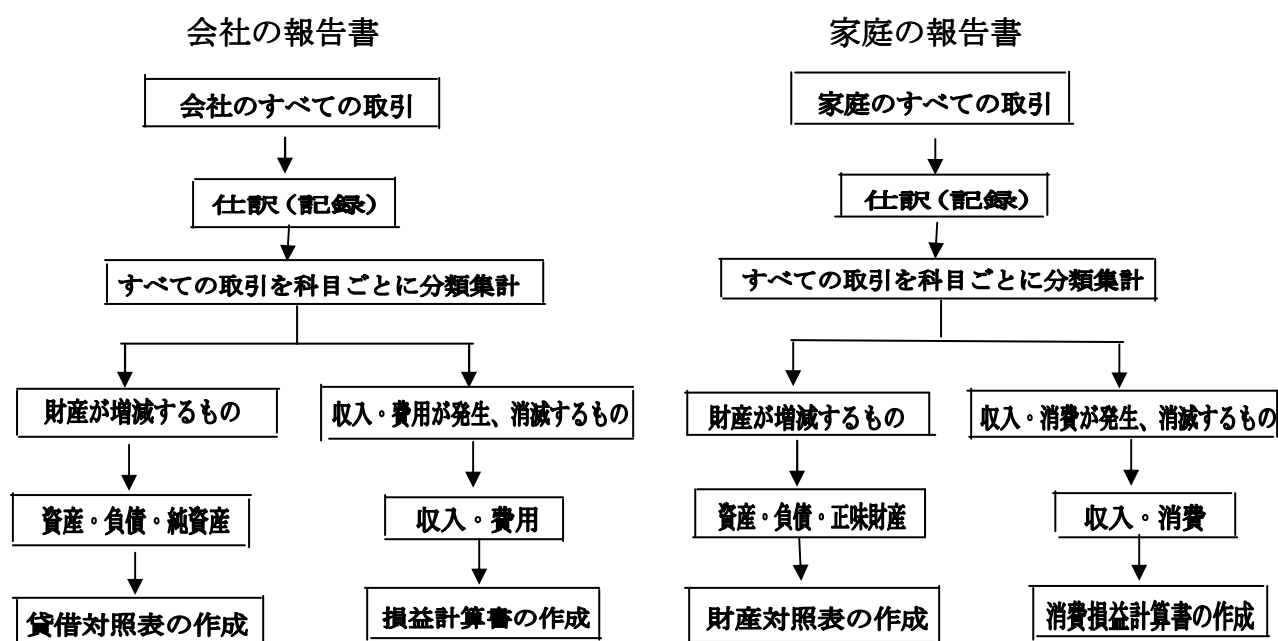 会社の報告書
会社のすべての取引
仕訳（記録）
すべての取引を科目ごとに分類集計
財産が増減するもの
収入・費用が発生、消滅するもの
資産・負債・純資産
収入・費用
貸借対照表の作成
損益計算書の作成
家庭の報告書
家庭のすべての取引
仕訳（記録）
すべての取引を科目ごとに分類集計
財産が増減するもの
収入・消費が発生、消滅するもの
資産・負債・正味財産
収入・消費
財産対照表の作成
消費損益計算書の作成